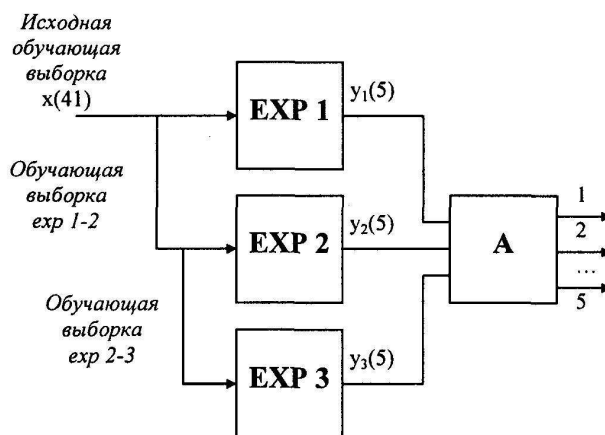 Исходная
обучающая
выборка
x(41)
EXP 1
y₁(5)
Обучающая
выборка
exp 1-2
EXP 2
y₂(5)
A
1
2
...
5
Обучающая
выборка
exp 2-3
EXP 3
y₃(5)